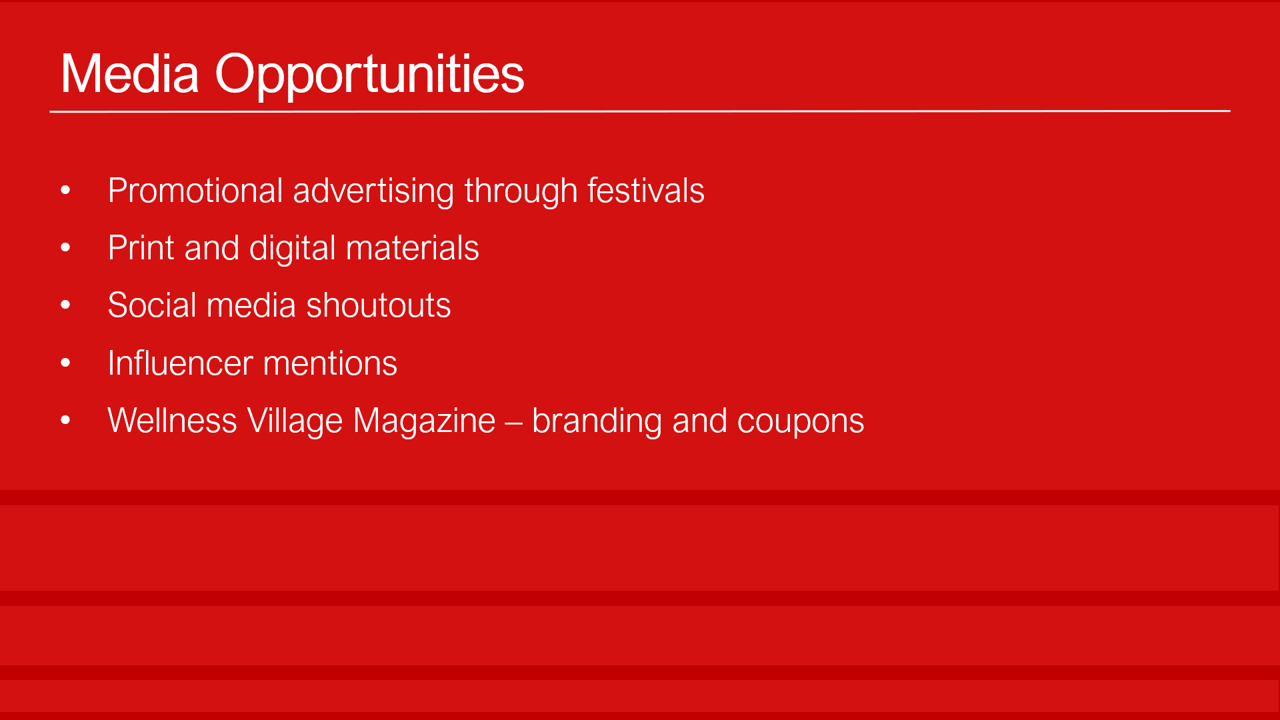 Media Opportunities
• Promotional advertising through festivals
• Print and digital materials
• Social media shoutouts
• Influencer mentions
• Wellness Village Magazine – branding and coupons